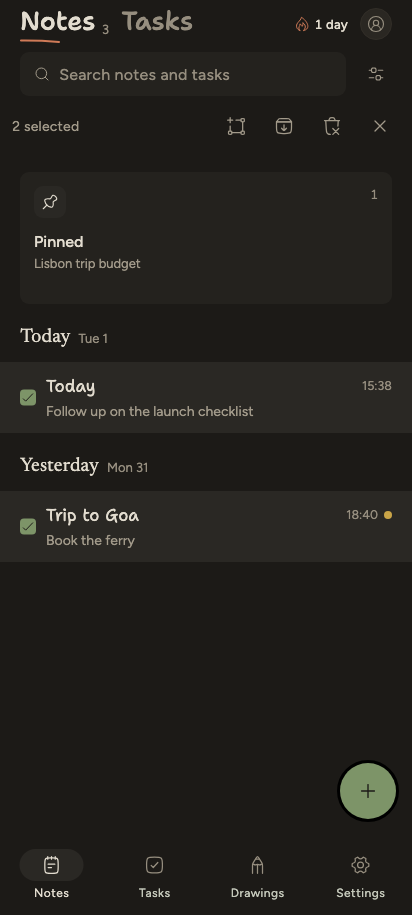 Notes 3 Tasks 1 day
Search notes and tasks
2 selected
1
Pinned
Lisbon trip budget
Today Tue 1
Today 15:38
Follow up on the launch checklist
Yesterday Mon 31
Trip to Goa 18:40
Book the ferry
Notes Tasks Drawings Settings